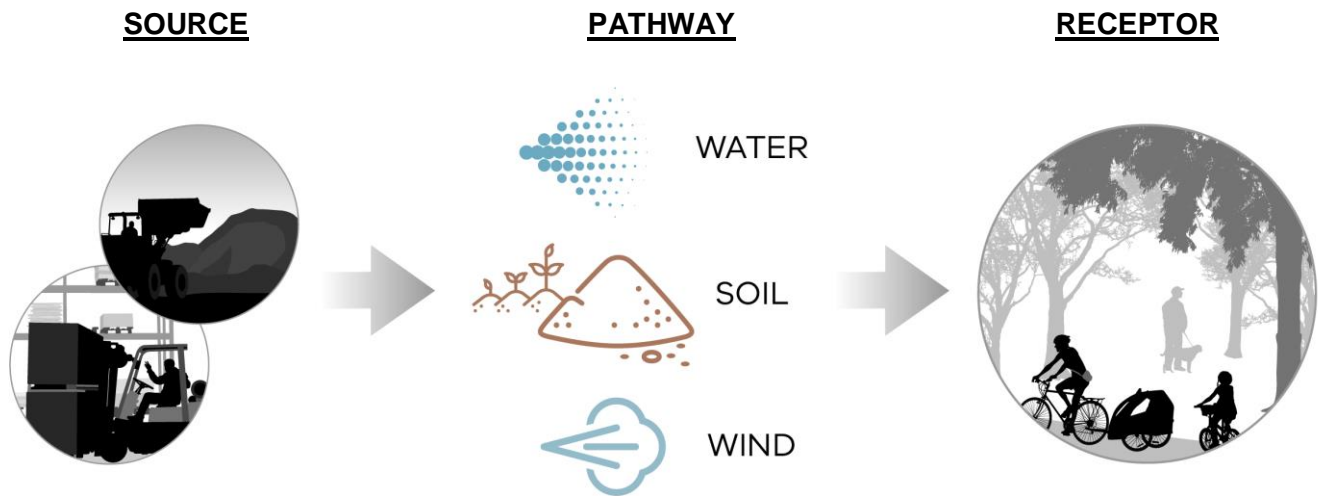 SOURCE
PATHWAY
RECEPTOR
WATER
SOIL
WIND